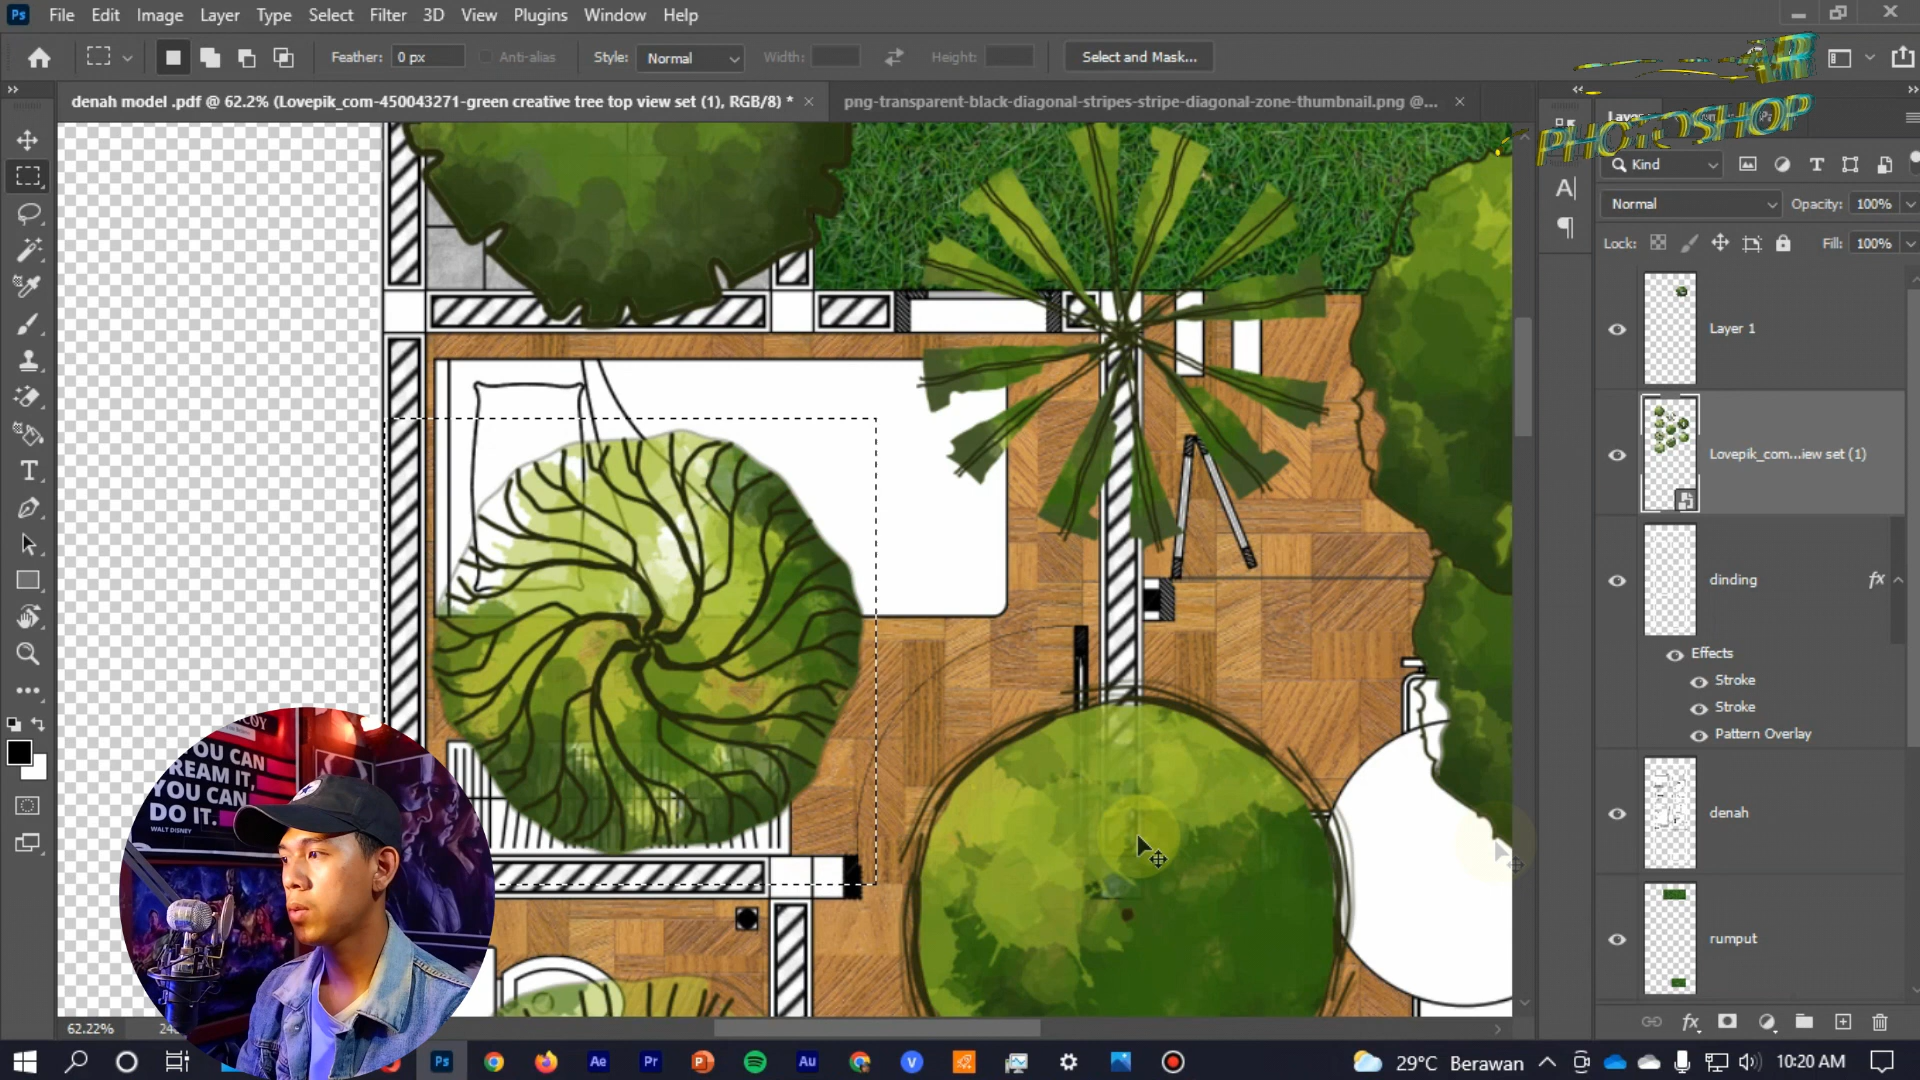 File Edit Image Layer Type Select Filter 3D View Plugins Window Help
Feather: 0 px Anti-alias Style: Normal Width: Height: Select and Mask...
denah model .pdf @ 62.2% (Lovepik_com-450043271-green creative tree top view set (1), RGB/8) *
png-transparent-black-diagonal-stripes-stripe-diagonal-zone-thumbnail.png @...
PHOTOSHOP
Kind
Normal Opacity: 100%
Lock: Fill: 100%
Layer 1
Lovepik_com...iew set (1)
dinding fx
Effects
Stroke
Stroke
Pattern Overlay
denah
rumput
YOU CAN
DREAM IT,
YOU CAN
DO IT.
WALT DISNEY
62.22%
29°C Berawan
10:20 AM